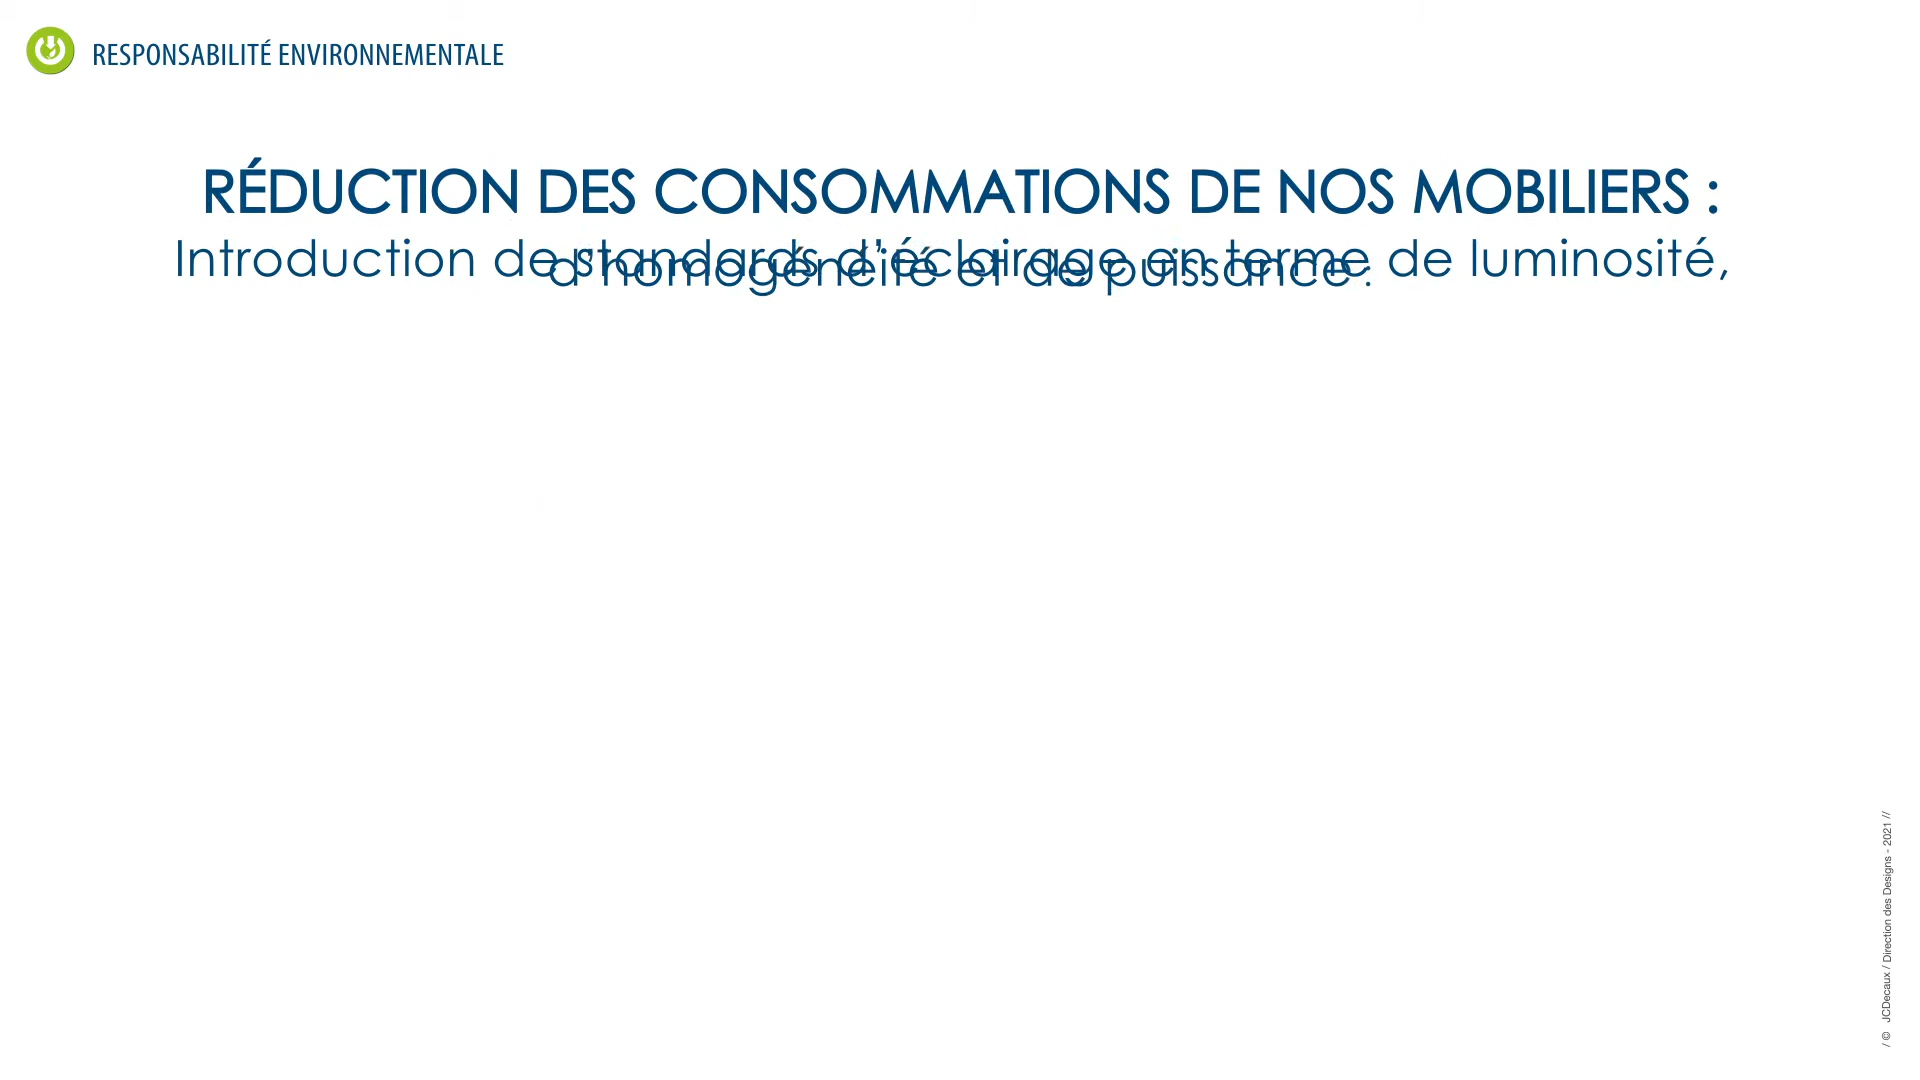 RESPONSABILITÉ ENVIRONNEMENTALE
RÉDUCTION DES CONSOMMATIONS DE NOS MOBILIERS :
Introduction de standards d’éclairage en terme de luminosité,
d’homogénéité et de puissance :
/ © JCDecaux / Direction des Designs - 2021 //